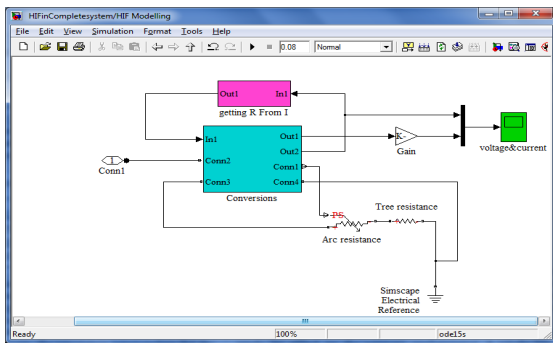 HIFinCompletesystem/HIF Modelling
File Edit View Simulation Format Tools Help
0.08 Normal
Out1 In1
getting R From I
In1 Out1
Out2
Conn2
Conn1
Conn3 Conn4
Conversions
Conn1
K-
Gain
voltage&current
PS
Arc resistance
Tree resistance
Simscape
Electrical
Reference
Ready 100% ode15s